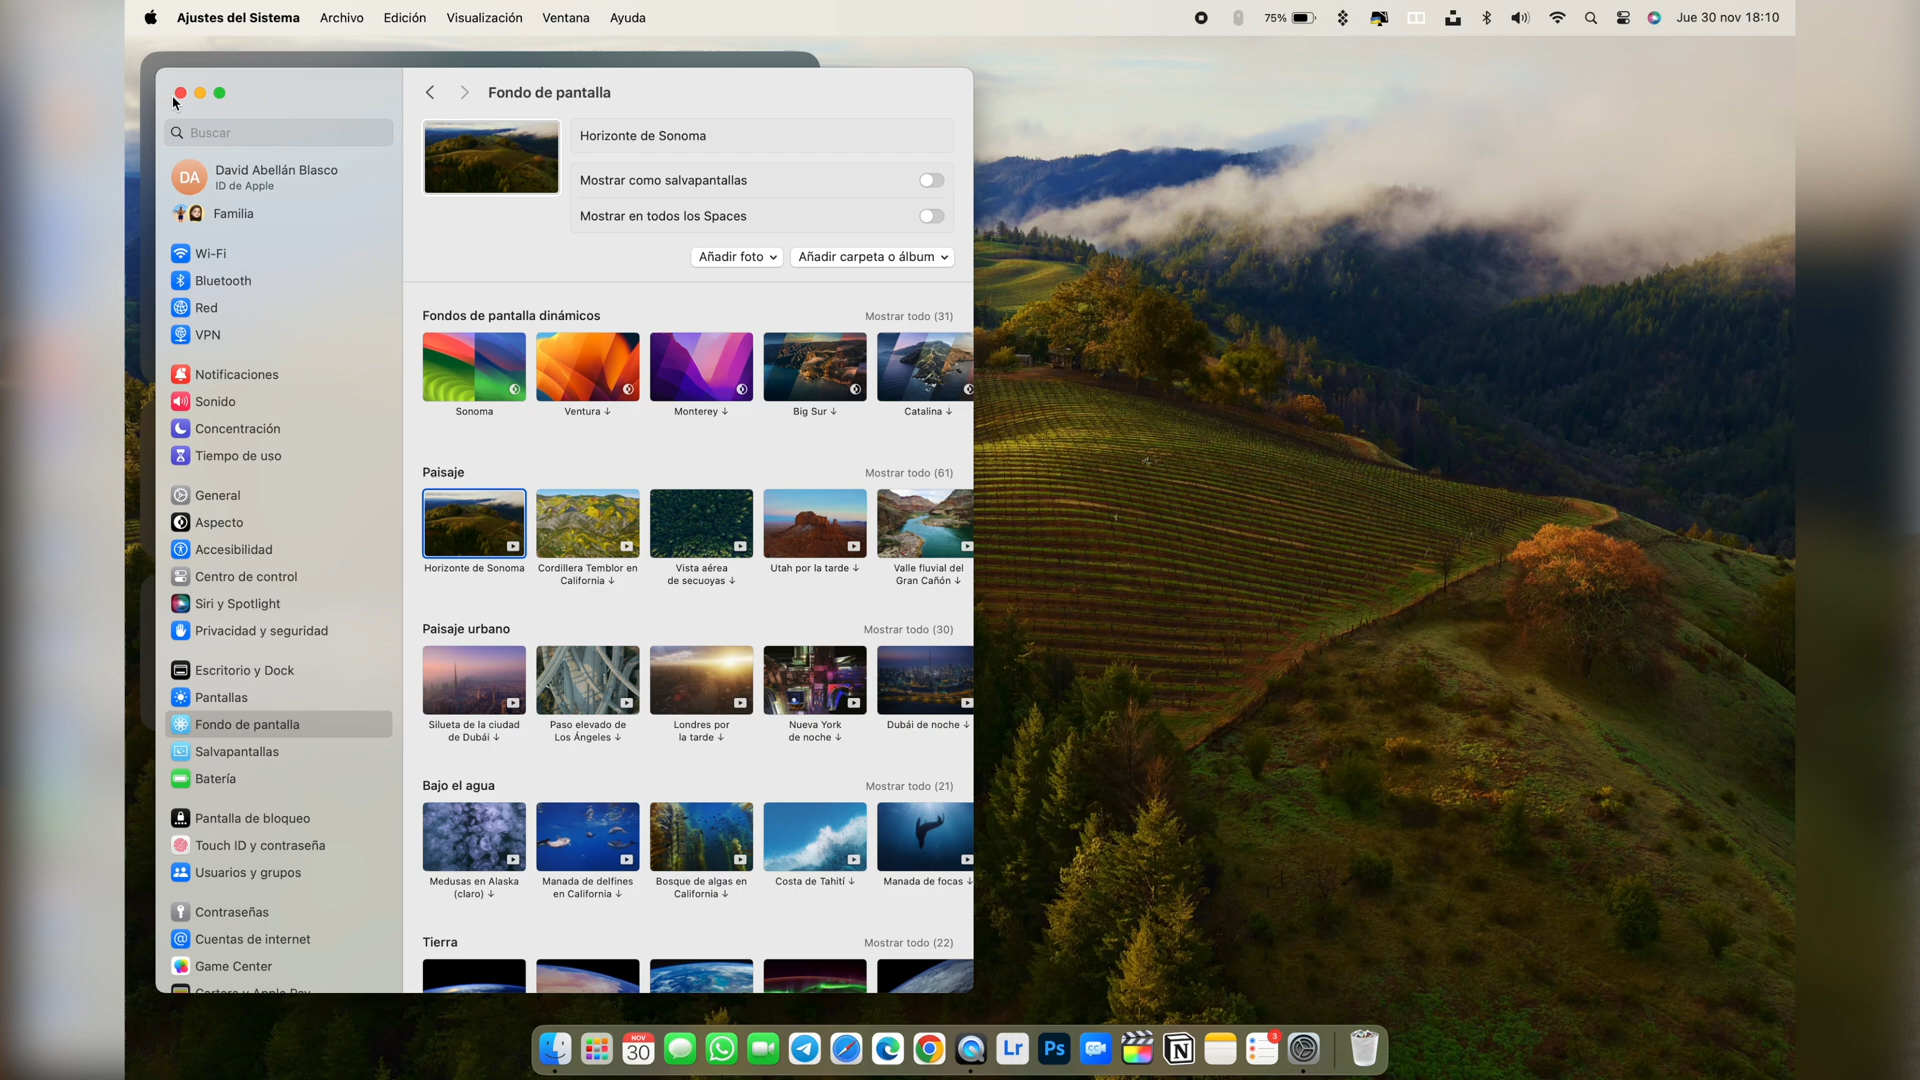 Ajustes del Sistema Archivo Edición Visualización Ventana Ayuda
75% Jue 30 nov 18:10
Buscar
DA
David Abellán Blasco
ID de Apple
Familia
Wi-Fi
Bluetooth
Red
VPN
Notificaciones
Sonido
Concentración
Tiempo de uso
General
Aspecto
Accesibilidad
Centro de control
Siri y Spotlight
Privacidad y seguridad
Escritorio y Dock
Pantallas
Fondo de pantalla
Salvapantallas
Batería
Pantalla de bloqueo
Touch ID y contraseña
Usuarios y grupos
Contraseñas
Cuentas de internet
Game Center
Cartera y Apple Pay
Fondo de pantalla
Horizonte de Sonoma
Mostrar como salvapantallas
Mostrar en todos los Spaces
Añadir foto Añadir carpeta o álbum
Fondos de pantalla dinámicos Mostrar todo (31)
Sonoma Ventura ↓ Monterey ↓ Big Sur ↓ Catalina ↓
Paisaje Mostrar todo (61)
Horizonte de Sonoma
Cordillera Temblor en
California ↓
Vista aérea
de secuoyas ↓
Utah por la tarde ↓
Valle fluvial del
Gran Cañón ↓
Paisaje urbano Mostrar todo (30)
Silueta de la ciudad
de Dubái ↓
Paso elevado de
Los Ángeles ↓
Londres por
la tarde ↓
Nueva York
de noche ↓
Dubái de noche ↓
Bajo el agua Mostrar todo (21)
Medusas en Alaska
(claro) ↓
Manada de delfines
en California ↓
Bosque de algas en
California ↓
Costa de Tahití ↓
Manada de focas ↓
Tierra Mostrar todo (22)
NOV
30
Lr
Ps
N
3